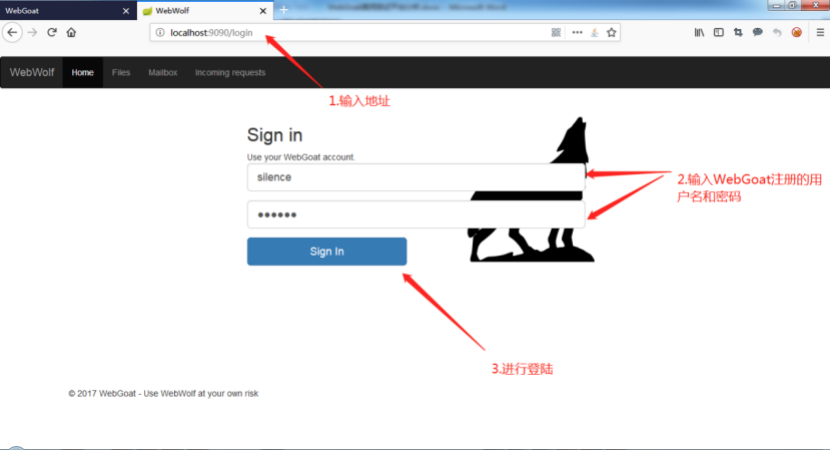 WebGoat
WebWolf
localhost:9090/login
WebWolf Home Files Mailbox Incoming requests
1.输入地址
Sign in
Use your WebGoat account.
silence
2.输入WebGoat注册的用
户名和密码
Sign In
3.进行登陆
© 2017 WebGoat - Use WebWolf at your own risk